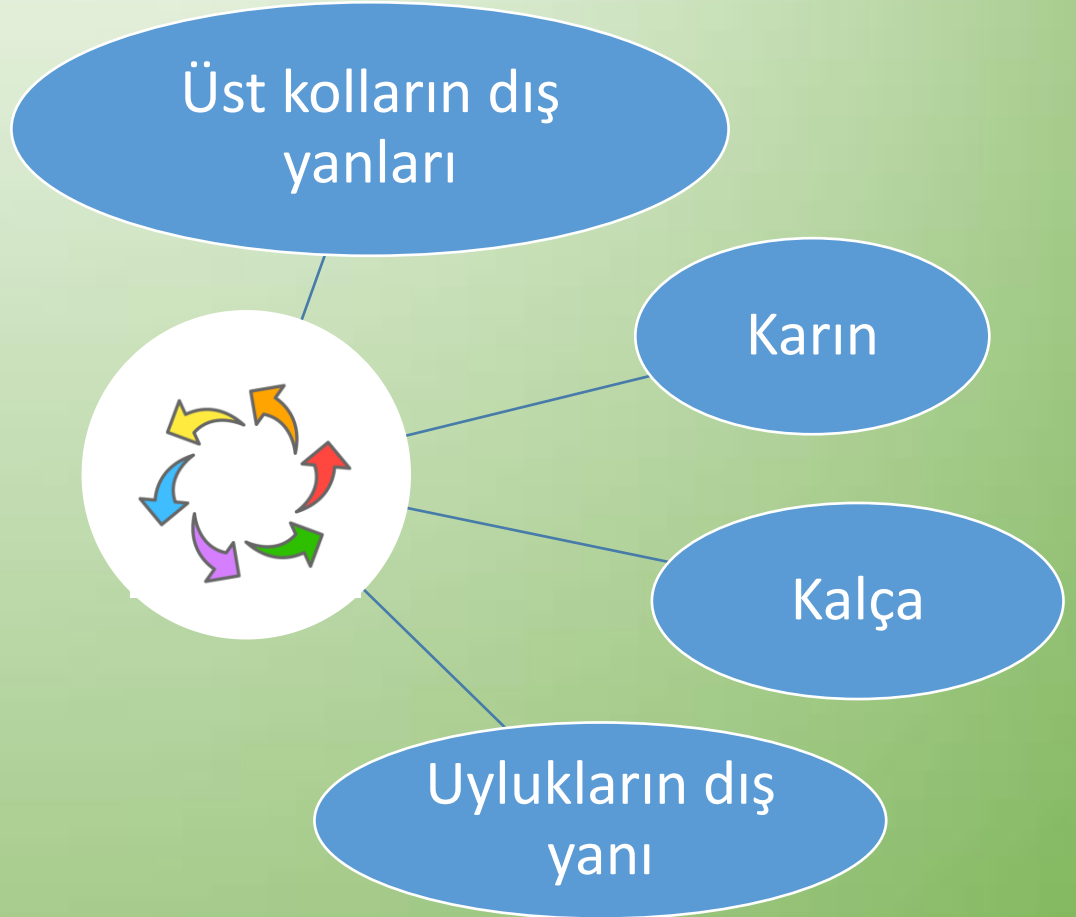 Üst kolların dış
yanları
Karın
Kalça
Uylukların dış
yanı